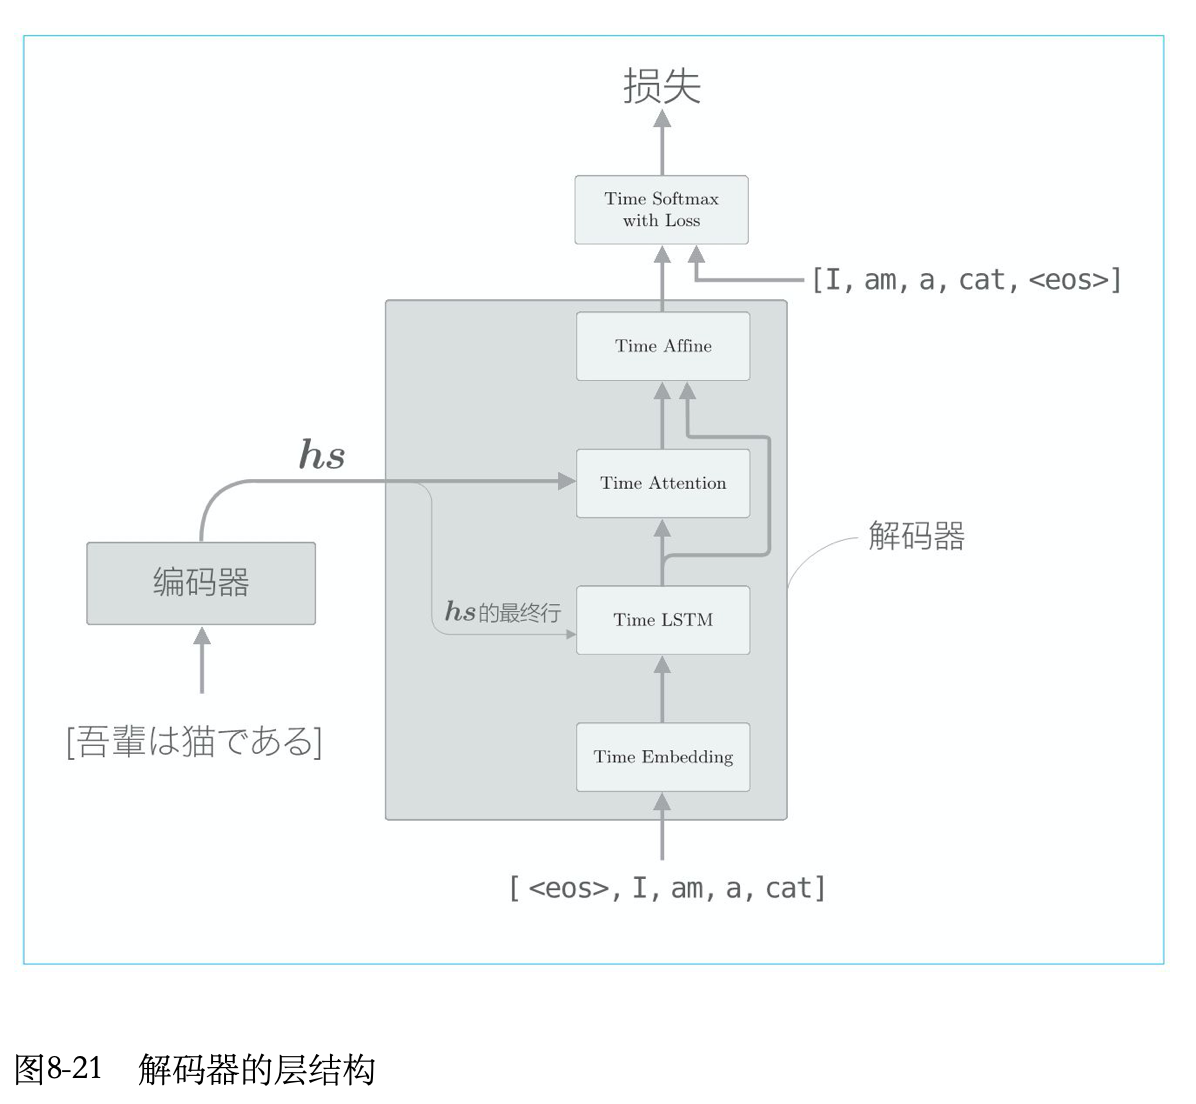 损失
Time Softmax
with Loss
[I, am, a, cat, <eos>]
Time Affine
hs
Time Attention
解码器
编码器
hs的最终行
Time LSTM
[吾輩は猫である]
Time Embedding
[ <eos>, I, am, a, cat]
图8-21 解码器的层结构